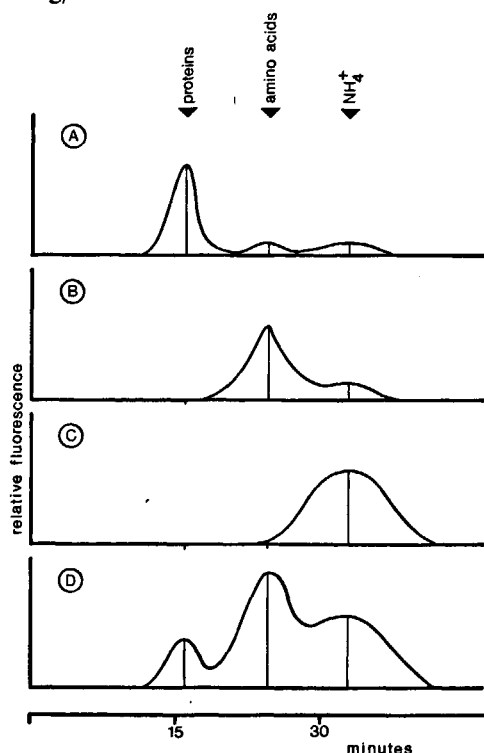 proteins
amino acids
NH₄⁺
A
B
C
D
relative fluorescence
15 30
minutes